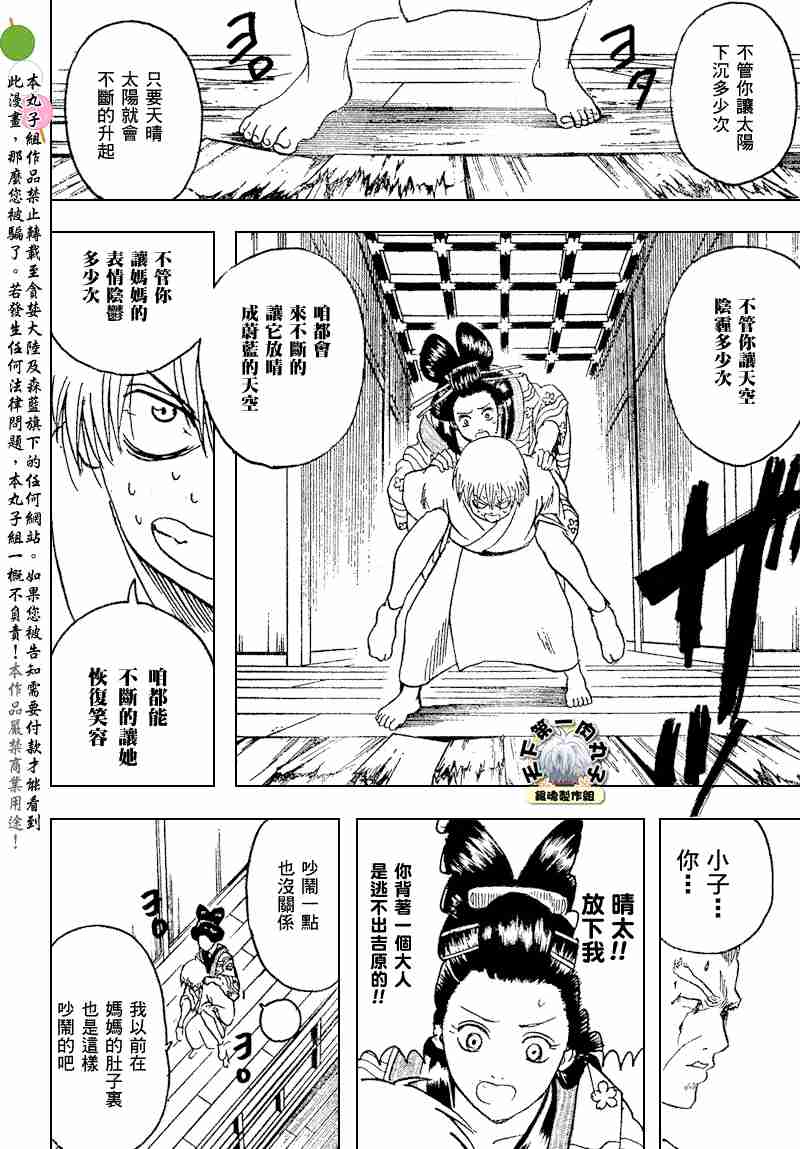 不管你讓太陽
下沉多少次
ヨロ
ヨタ
只要天晴
太陽就會
不斷的升起
不管你讓天空
陰霾多少次
咱都會
來不斷的
讓它放晴
成蔚藍的天空
不管你
讓媽媽的
表情陰鬱
多少次
咱都能
不斷的讓她
恢復笑容
天下第一肉丸子
銀魂製作組
小子…
你…
晴太!!
放下我
你背著一個大人
是逃不出吉原的!!
吵鬧一點
也沒關係
ヨロ
我以前在
媽媽的肚子裏
也是這樣
吵鬧的吧
本丸子組作品禁止轉載至貪婪大陸及森藍旗下的任何網站。如果您被告知需要付款才能看到
此漫畫，那麼您被騙了。若發生任何法律問題，本丸子組一概不負責！本作品嚴禁商業用途！